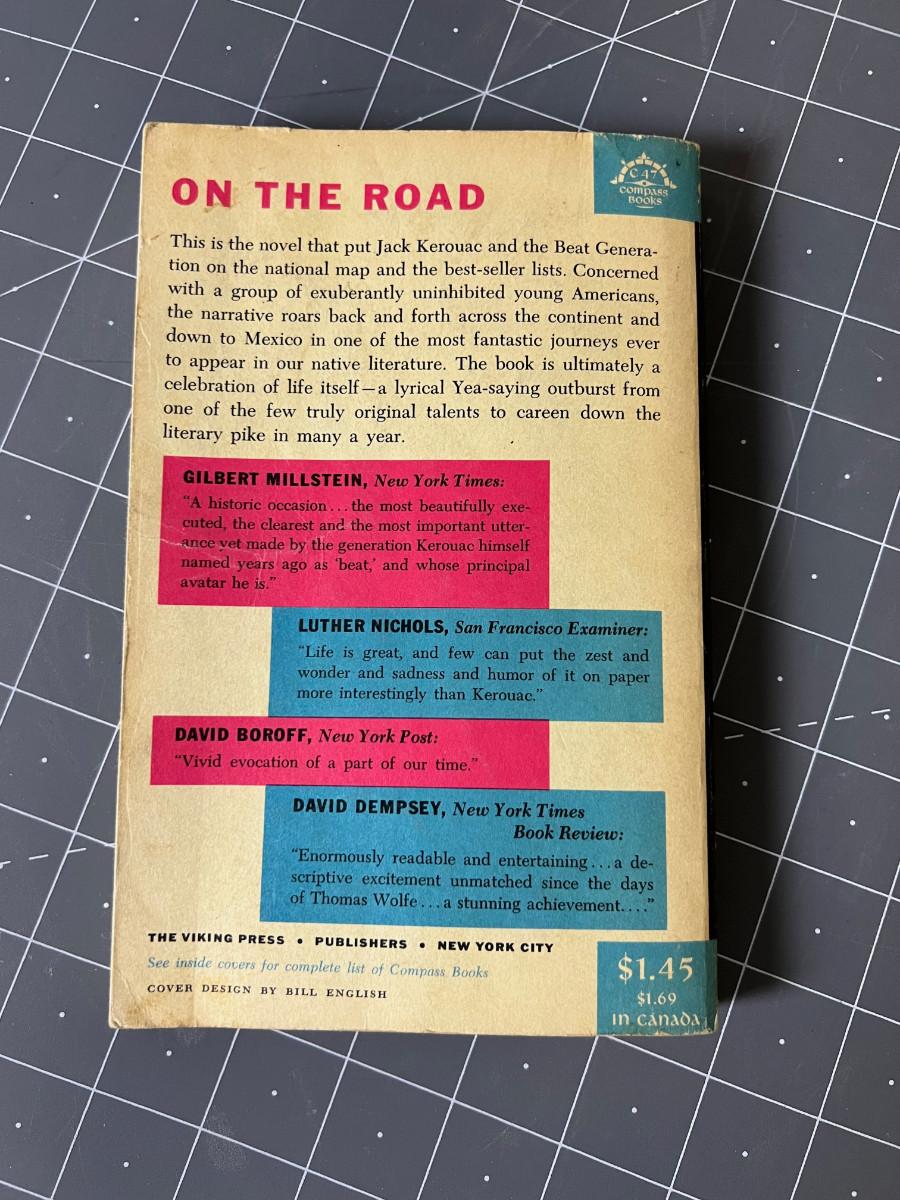 ON THE ROAD
C 47
COMPASS
BOOKS
This is the novel that put Jack Kerouac and the Beat Genera-
tion on the national map and the best-seller lists. Concerned
with a group of exuberantly uninhibited young Americans,
the narrative roars back and forth across the continent and
down to Mexico in one of the most fantastic journeys ever
to appear in our native literature. The book is ultimately a
celebration of life itself—a lyrical Yea-saying outburst from
one of the few truly original talents to careen down the
literary pike in many a year.
GILBERT MILLSTEIN, New York Times:
“A historic occasion...the most beautifully exe-
cuted, the clearest and the most important utter-
ance yet made by the generation Kerouac himself
named years ago as ‘beat,’ and whose principal
avatar he is.”
LUTHER NICHOLS, San Francisco Examiner:
“Life is great, and few can put the zest and
wonder and sadness and humor of it on paper
more interestingly than Kerouac.”
DAVID BOROFF, New York Post:
“Vivid evocation of a part of our time.”
DAVID DEMPSEY, New York Times
Book Review:
“Enormously readable and entertaining...a de-
scriptive excitement unmatched since the days
of Thomas Wolfe...a stunning achievement....”
THE VIKING PRESS • PUBLISHERS • NEW YORK CITY
See inside covers for complete list of Compass Books
COVER DESIGN BY BILL ENGLISH
$1.45
$1.69
IN CANADA